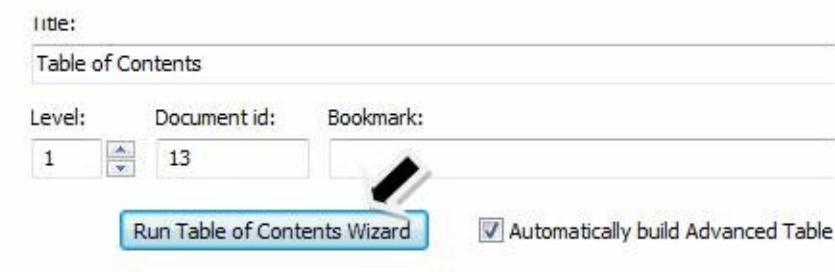 Title:
Table of Contents
Level: Document id: Bookmark:
1 13
Run Table of Contents Wizard Automatically build Advanced Table